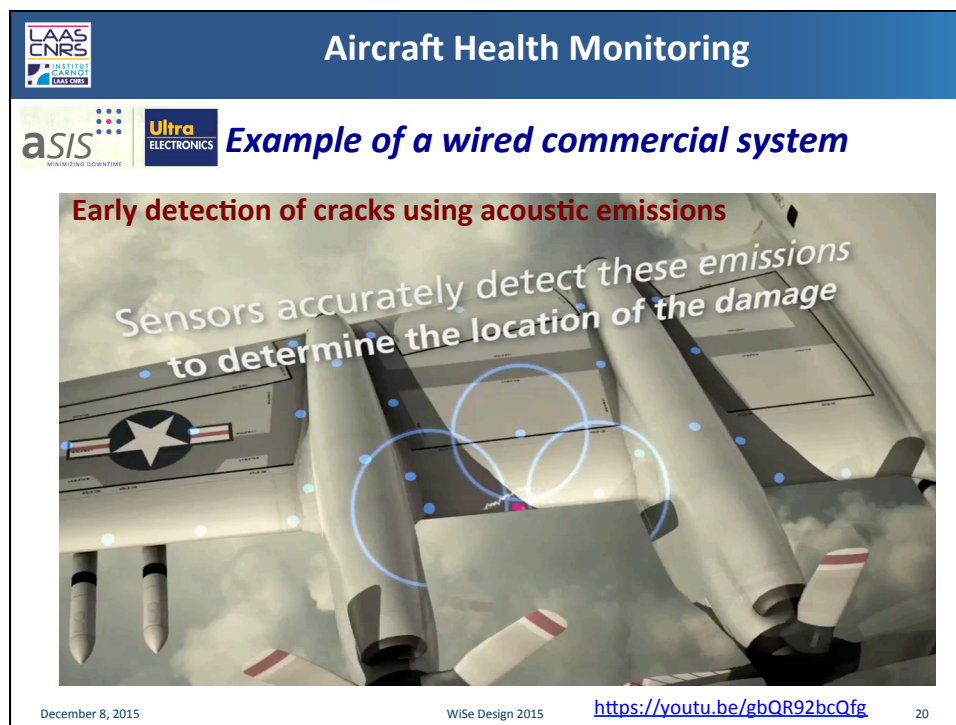 LAAS
CNRS
INSTITUT
CARNOT
LAAS CNRS
Aircraft Health Monitoring
asis
MINIMIZING DOWNTIME
Ultra
ELECTRONICS
Example of a wired commercial system
Early detection of cracks using acoustic emissions
Sensors accurately detect these emissions
to determine the location of the damage
December 8, 2015
WiSe Design 2015
https://youtu.be/gbQR92bcQfg
20